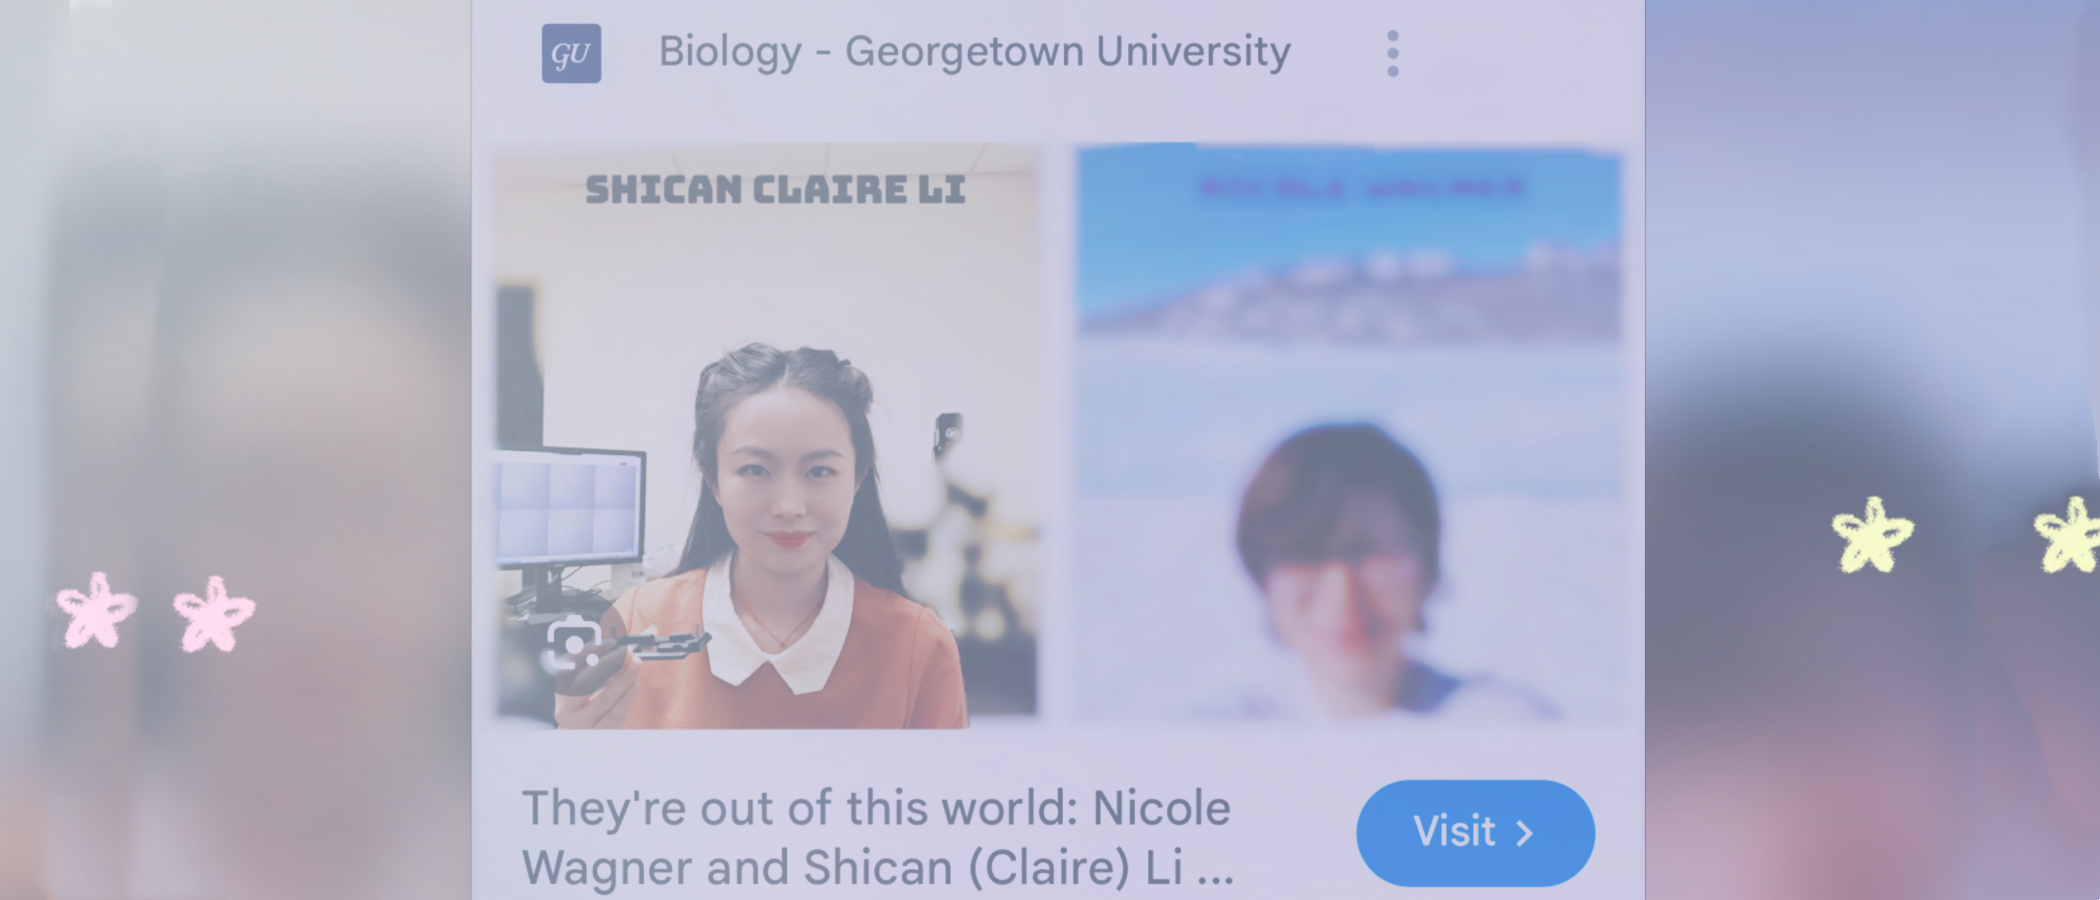 GU
Biology - Georgetown University
SHICAN CLAIRE LI
They're out of this world: Nicole
Wagner and Shican (Claire) Li ...
Visit